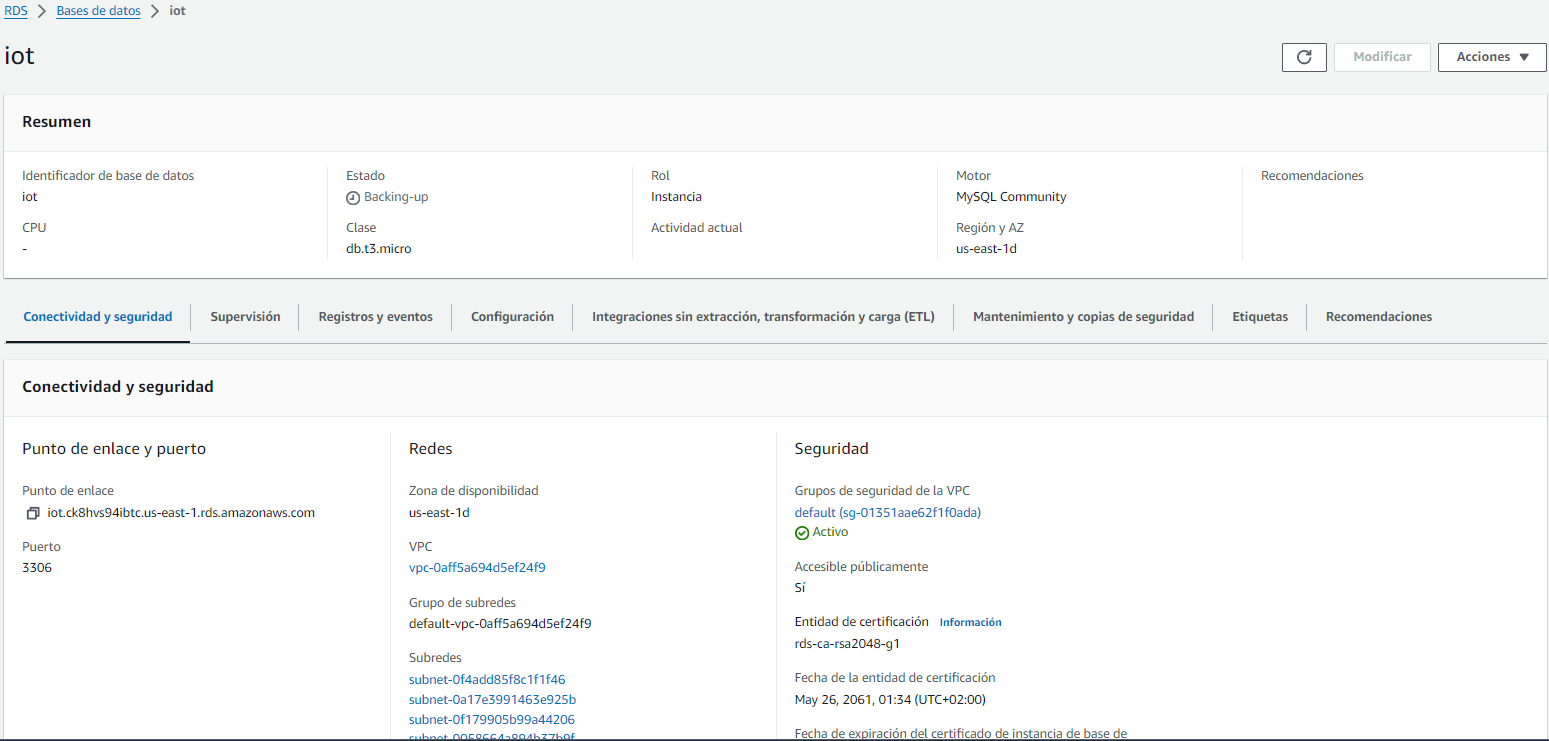 RDS > Bases de datos > iot
iot
Modificar
Acciones
Resumen
Identificador de base de datos
iot
CPU
-
Estado
Backing-up
Clase
db.t3.micro
Rol
Instancia
Actividad actual
Motor
MySQL Community
Región y AZ
us-east-1d
Recomendaciones
Conectividad y seguridad
Supervisión
Registros y eventos
Configuración
Integraciones sin extracción, transformación y carga (ETL)
Mantenimiento y copias de seguridad
Etiquetas
Recomendaciones
Conectividad y seguridad
Punto de enlace y puerto
Punto de enlace
iot.ck8hvs94ibtc.us-east-1.rds.amazonaws.com
Puerto
3306
Redes
Zona de disponibilidad
us-east-1d
VPC
vpc-0aff5a694d5ef24f9
Grupo de subredes
default-vpc-0aff5a694d5ef24f9
Subredes
subnet-0f4add85f8c1f1f46
subnet-0a17e3991463e925b
subnet-0f179905b99a44206
subnet-0058664a894b37b9f
Seguridad
Grupos de seguridad de la VPC
default (sg-01351aae62f1f0ada)
Activo
Accesible públicamente
Sí
Entidad de certificación Información
rds-ca-rsa2048-g1
Fecha de la entidad de certificación
May 26, 2061, 01:34 (UTC+02:00)
Fecha de expiración del certificado de instancia de base de